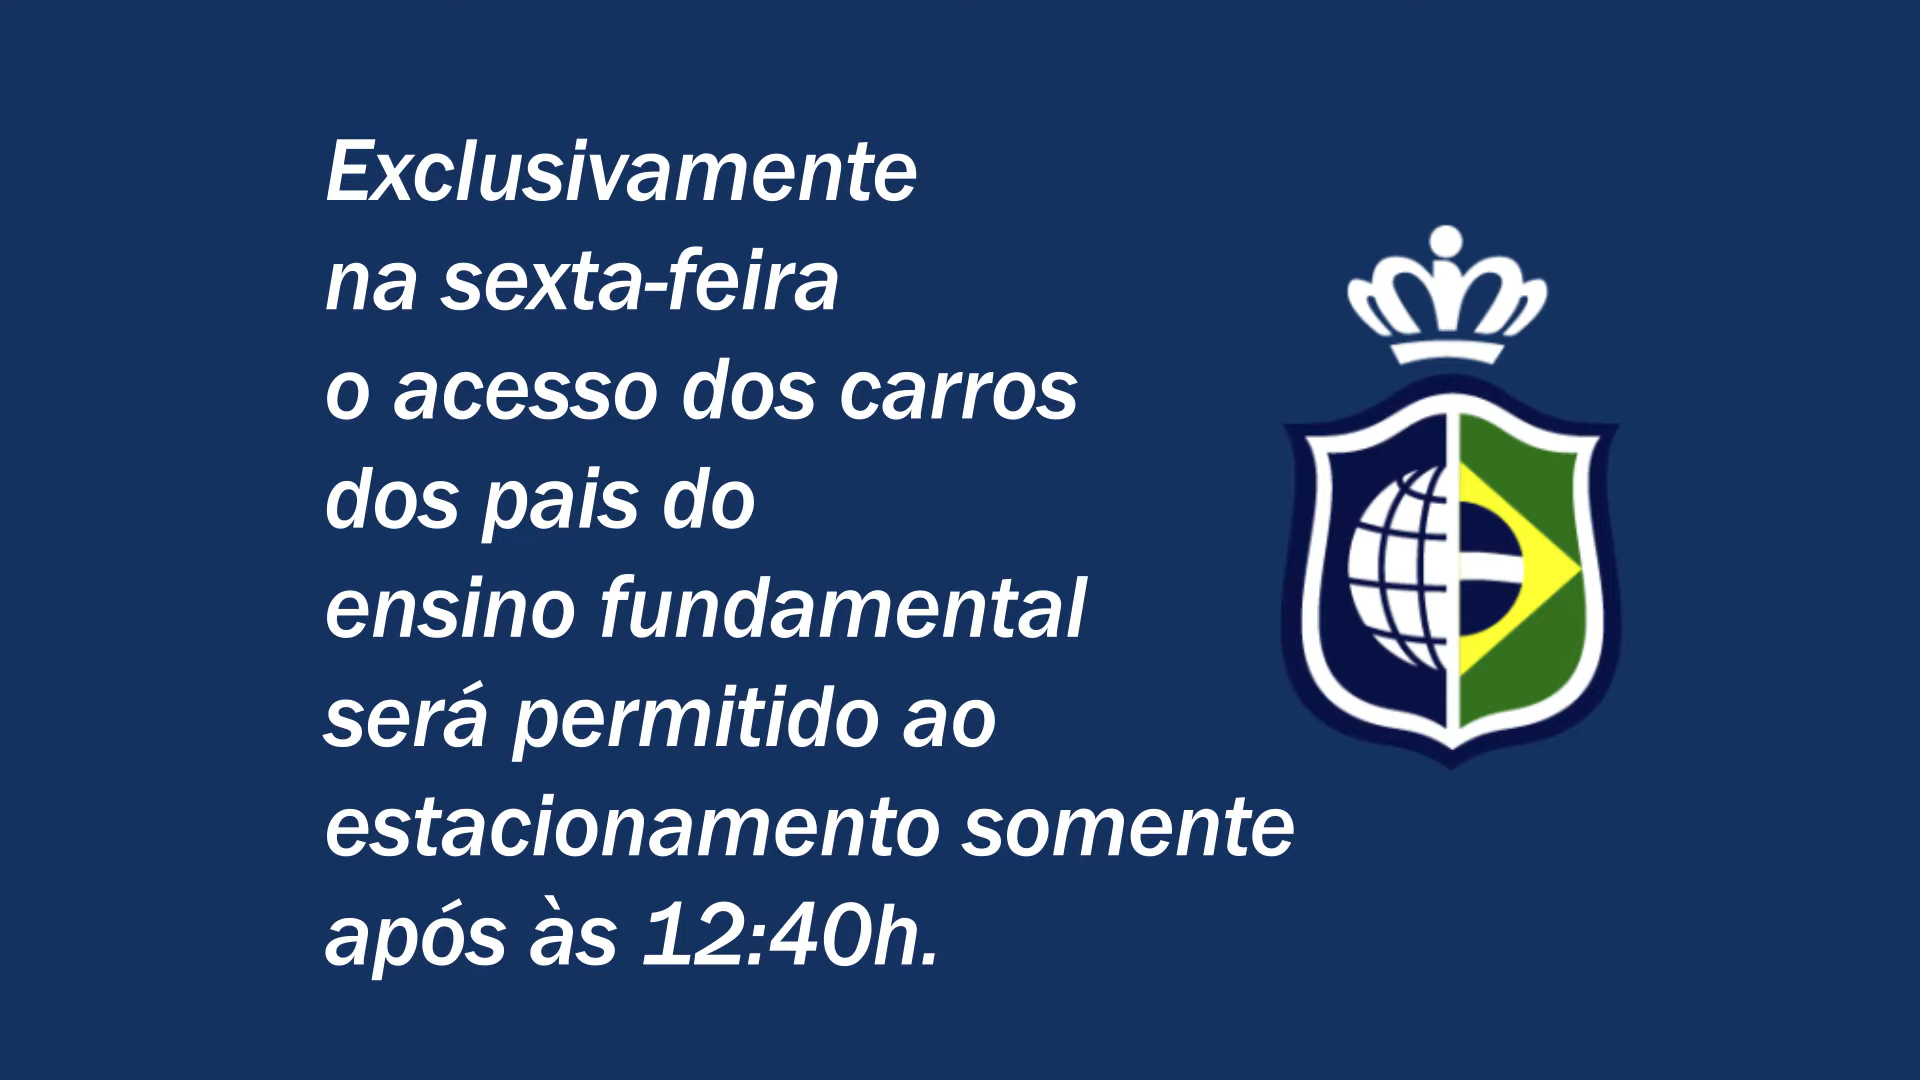 Exclusivamente
na sexta-feira
o acesso dos carros
dos pais do
ensino fundamental
será permitido ao
estacionamento somente
após às 12:40h.